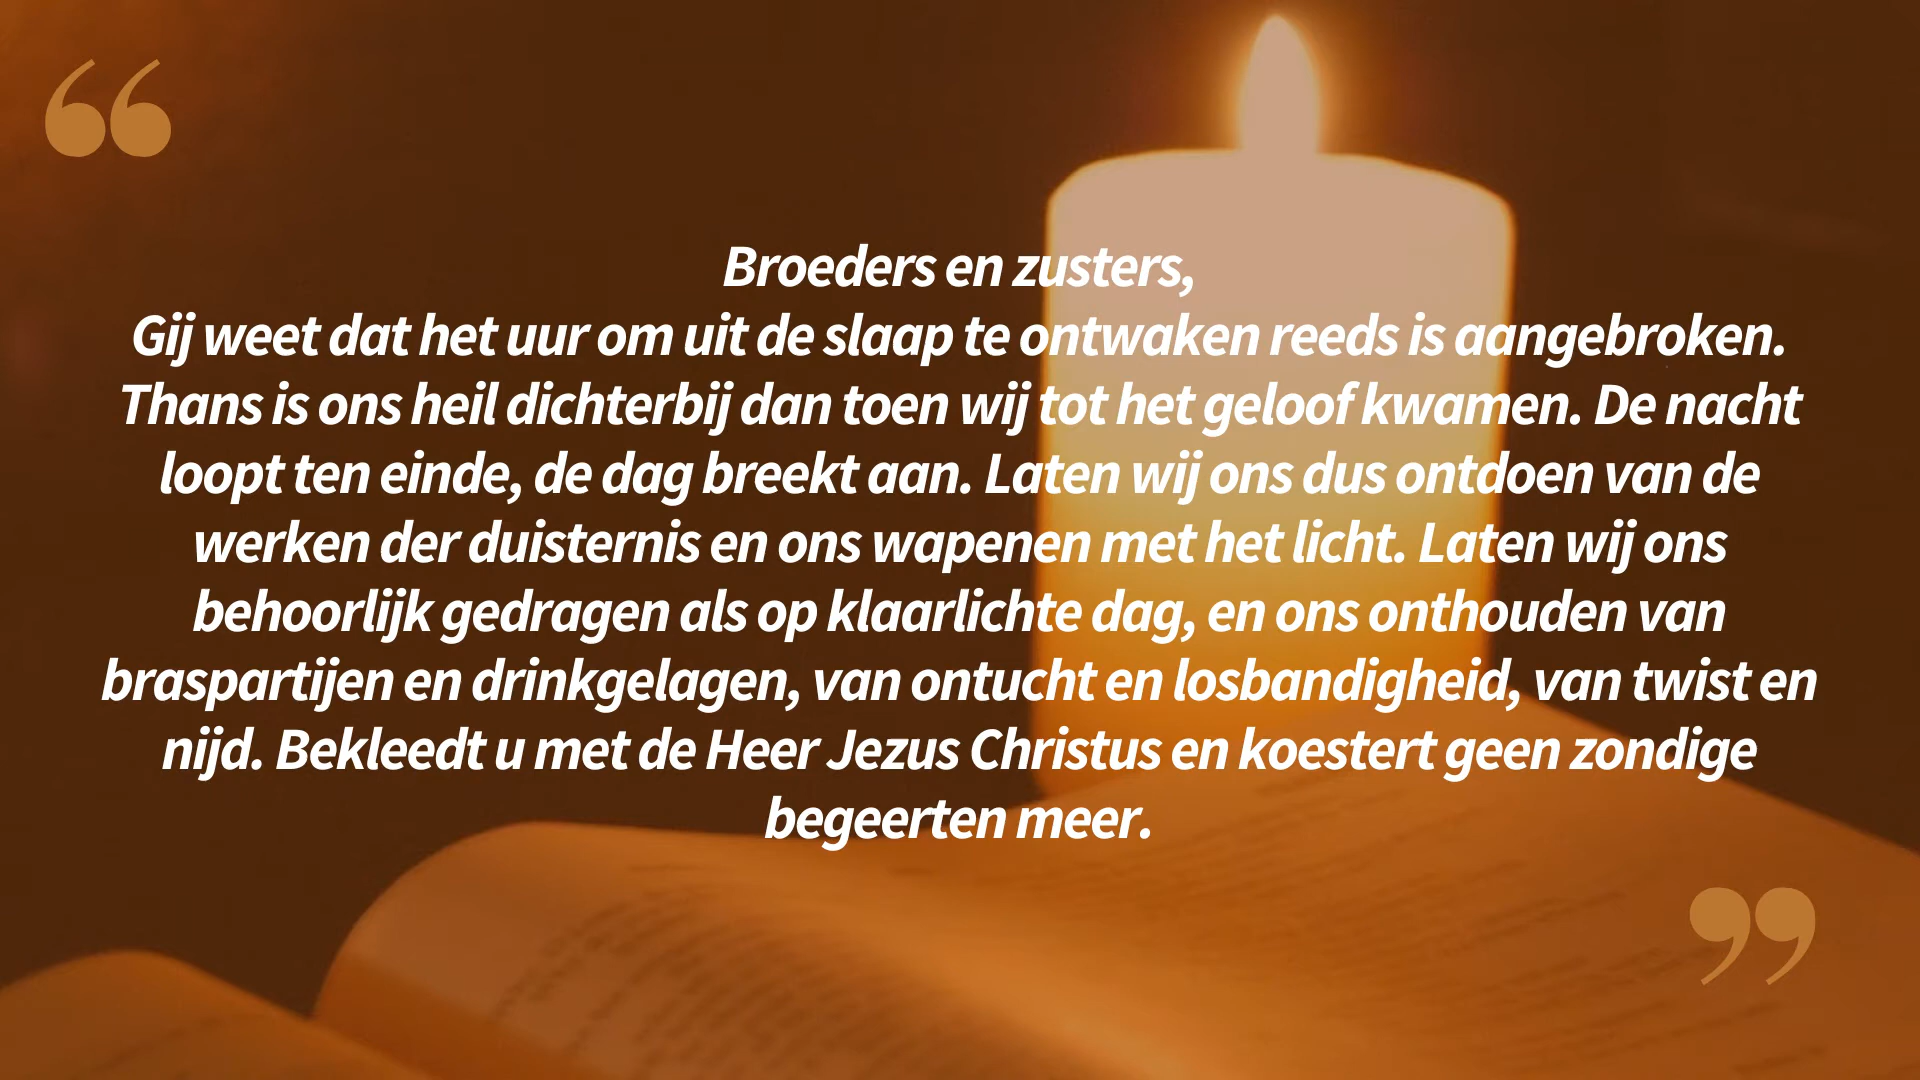 “
Broeders en zusters,
Gij weet dat het uur om uit de slaap te ontwaken reeds is aangebroken.
Thans is ons heil dichterbij dan toen wij tot het geloof kwamen. De nacht
loopt ten einde, de dag breekt aan. Laten wij ons dus ontdoen van de
werken der duisternis en ons wapenen met het licht. Laten wij ons
behoorlijk gedragen als op klaarlichte dag, en ons onthouden van
braspartijen en drinkgelagen, van ontucht en losbandigheid, van twist en
nijd. Bekleedt u met de Heer Jezus Christus en koestert geen zondige
begeerten meer.
”